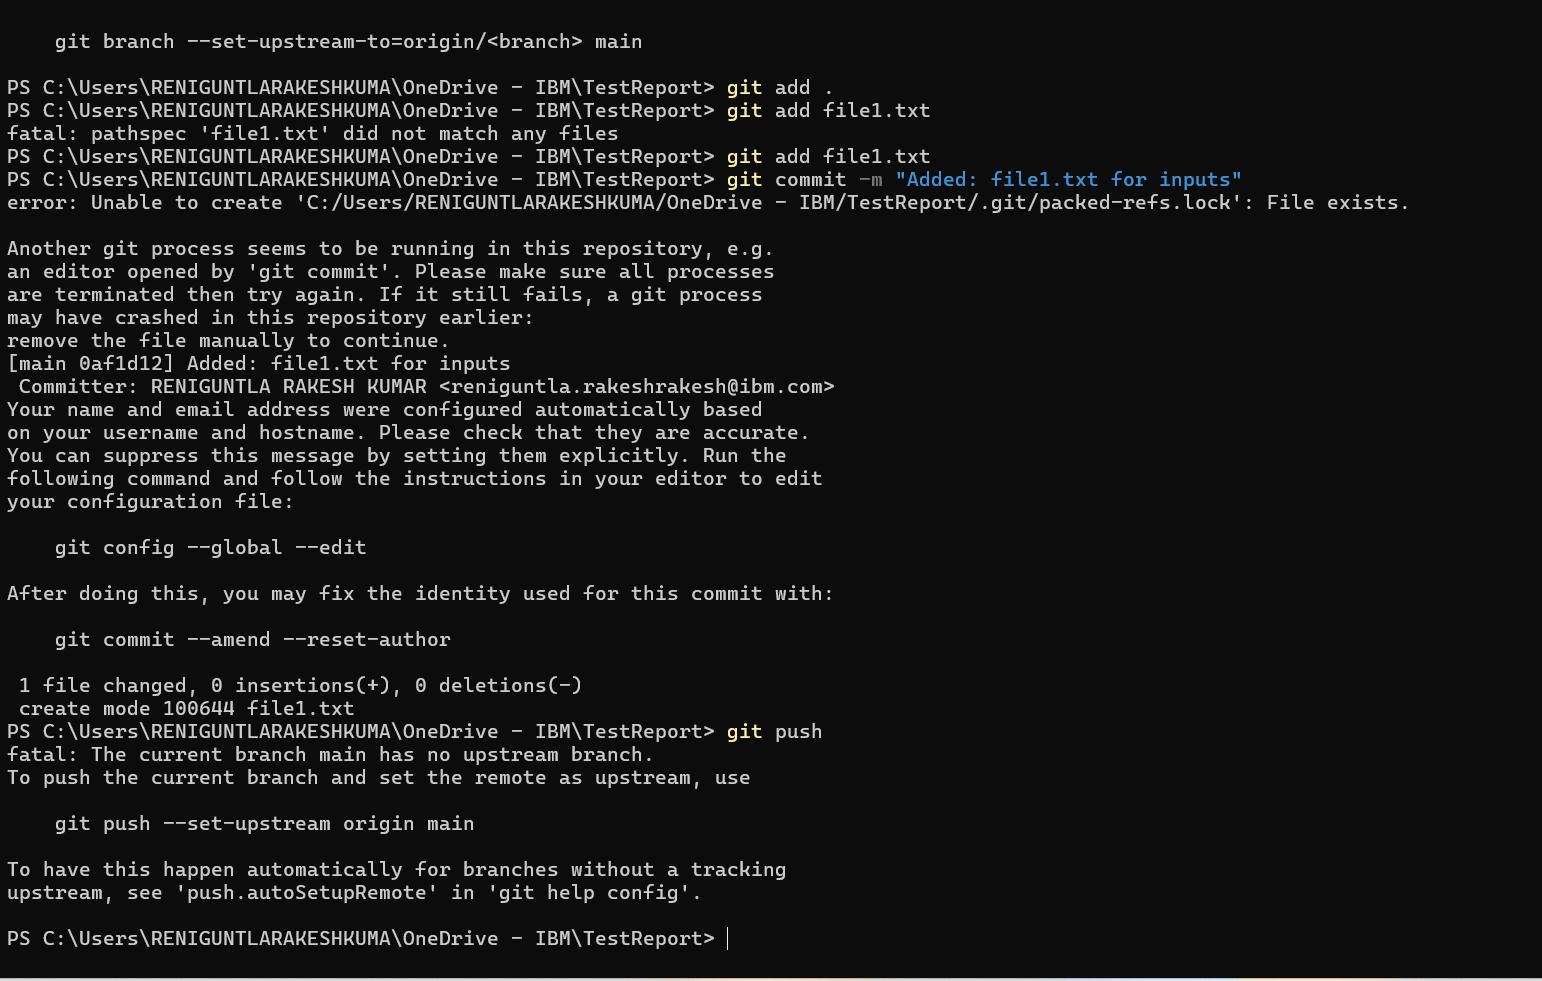 git branch --set-upstream-to=origin/<branch> main
PS C:\Users\RENIGUNTLARAKESHKUMA\OneDrive - IBM\TestReport> git add .
PS C:\Users\RENIGUNTLARAKESHKUMA\OneDrive - IBM\TestReport> git add file1.txt
fatal: pathspec 'file1.txt' did not match any files
PS C:\Users\RENIGUNTLARAKESHKUMA\OneDrive - IBM\TestReport> git add file1.txt
PS C:\Users\RENIGUNTLARAKESHKUMA\OneDrive - IBM\TestReport> git commit -m "Added: file1.txt for inputs"
error: Unable to create 'C:/Users/RENIGUNTLARAKESHKUMA/OneDrive - IBM/TestReport/.git/packed-refs.lock': File exists.
Another git process seems to be running in this repository, e.g.
an editor opened by 'git commit'. Please make sure all processes
are terminated then try again. If it still fails, a git process
may have crashed in this repository earlier:
remove the file manually to continue.
[main 0af1d12] Added: file1.txt for inputs
Committer: RENIGUNTLA RAKESH KUMAR <reniguntla.rakeshrakesh@ibm.com>
Your name and email address were configured automatically based
on your username and hostname. Please check that they are accurate.
You can suppress this message by setting them explicitly. Run the
following command and follow the instructions in your editor to edit
your configuration file:
git config --global --edit
After doing this, you may fix the identity used for this commit with:
git commit --amend --reset-author
1 file changed, 0 insertions(+), 0 deletions(-)
create mode 100644 file1.txt
PS C:\Users\RENIGUNTLARAKESHKUMA\OneDrive - IBM\TestReport> git push
fatal: The current branch main has no upstream branch.
To push the current branch and set the remote as upstream, use
git push --set-upstream origin main
To have this happen automatically for branches without a tracking
upstream, see 'push.autoSetupRemote' in 'git help config'.
PS C:\Users\RENIGUNTLARAKESHKUMA\OneDrive - IBM\TestReport>